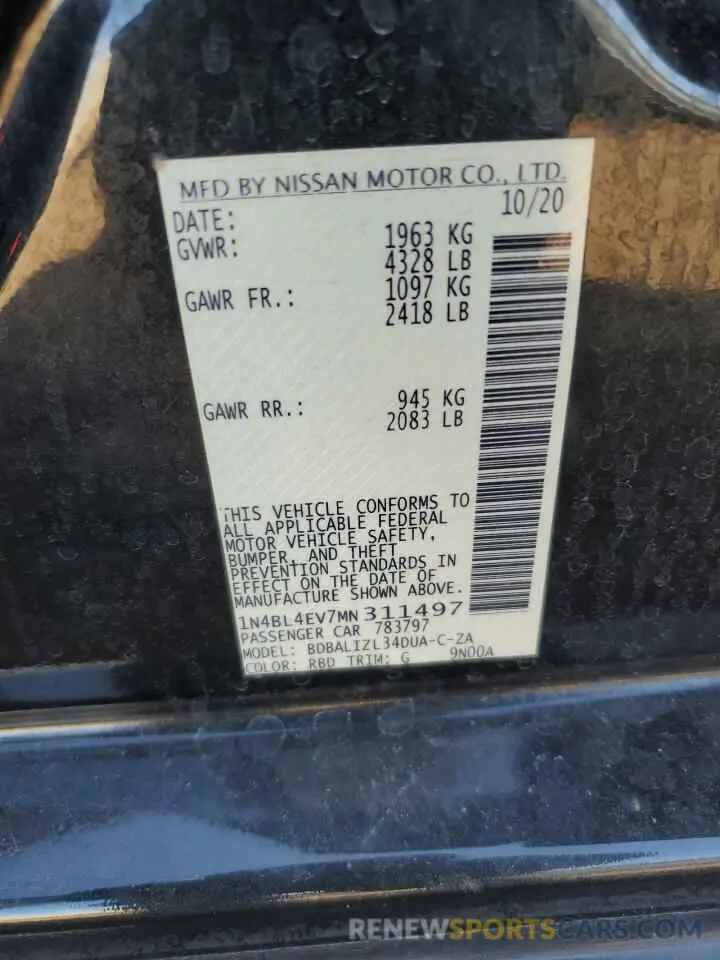 MFD BY NISSAN MOTOR CO., LTD.
DATE: 10/20
GVWR: 1963 KG
4328 LB
GAWR FR.: 1097 KG
2418 LB
GAWR RR.: 945 KG
2083 LB
THIS VEHICLE CONFORMS TO
ALL APPLICABLE FEDERAL
MOTOR VEHICLE SAFETY,
BUMPER, AND THEFT
PREVENTION STANDARDS IN
EFFECT ON THE DATE OF
MANUFACTURE SHOWN ABOVE.
1N4BL4EV7MN311497
PASSENGER CAR 783797
MODEL: BDBALIZL34DUA-C-ZA
COLOR: RBD TRIM: G 9N00A
RENEWSPORTSCARS.COM